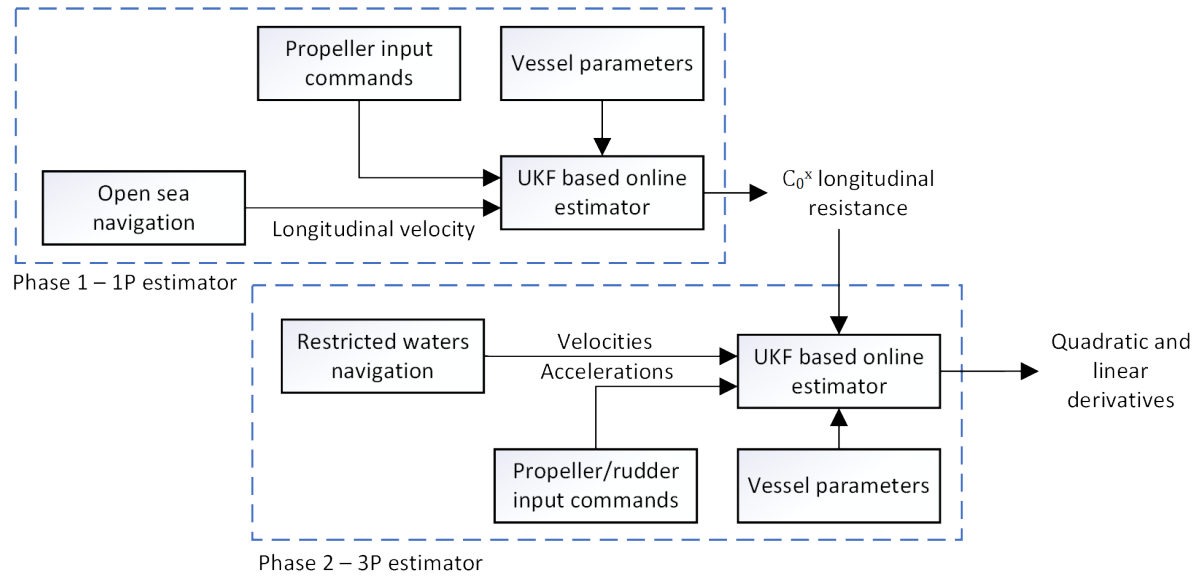 Propeller input
commands
Vessel parameters
Open sea
navigation
Longitudinal velocity
UKF based online
estimator
C₀ˣ longitudinal
resistance
Phase 1 – 1P estimator
Restricted waters
navigation
Velocities
Accelerations
UKF based online
estimator
Quadratic and
linear
derivatives
Propeller/rudder
input commands
Vessel parameters
Phase 2 – 3P estimator